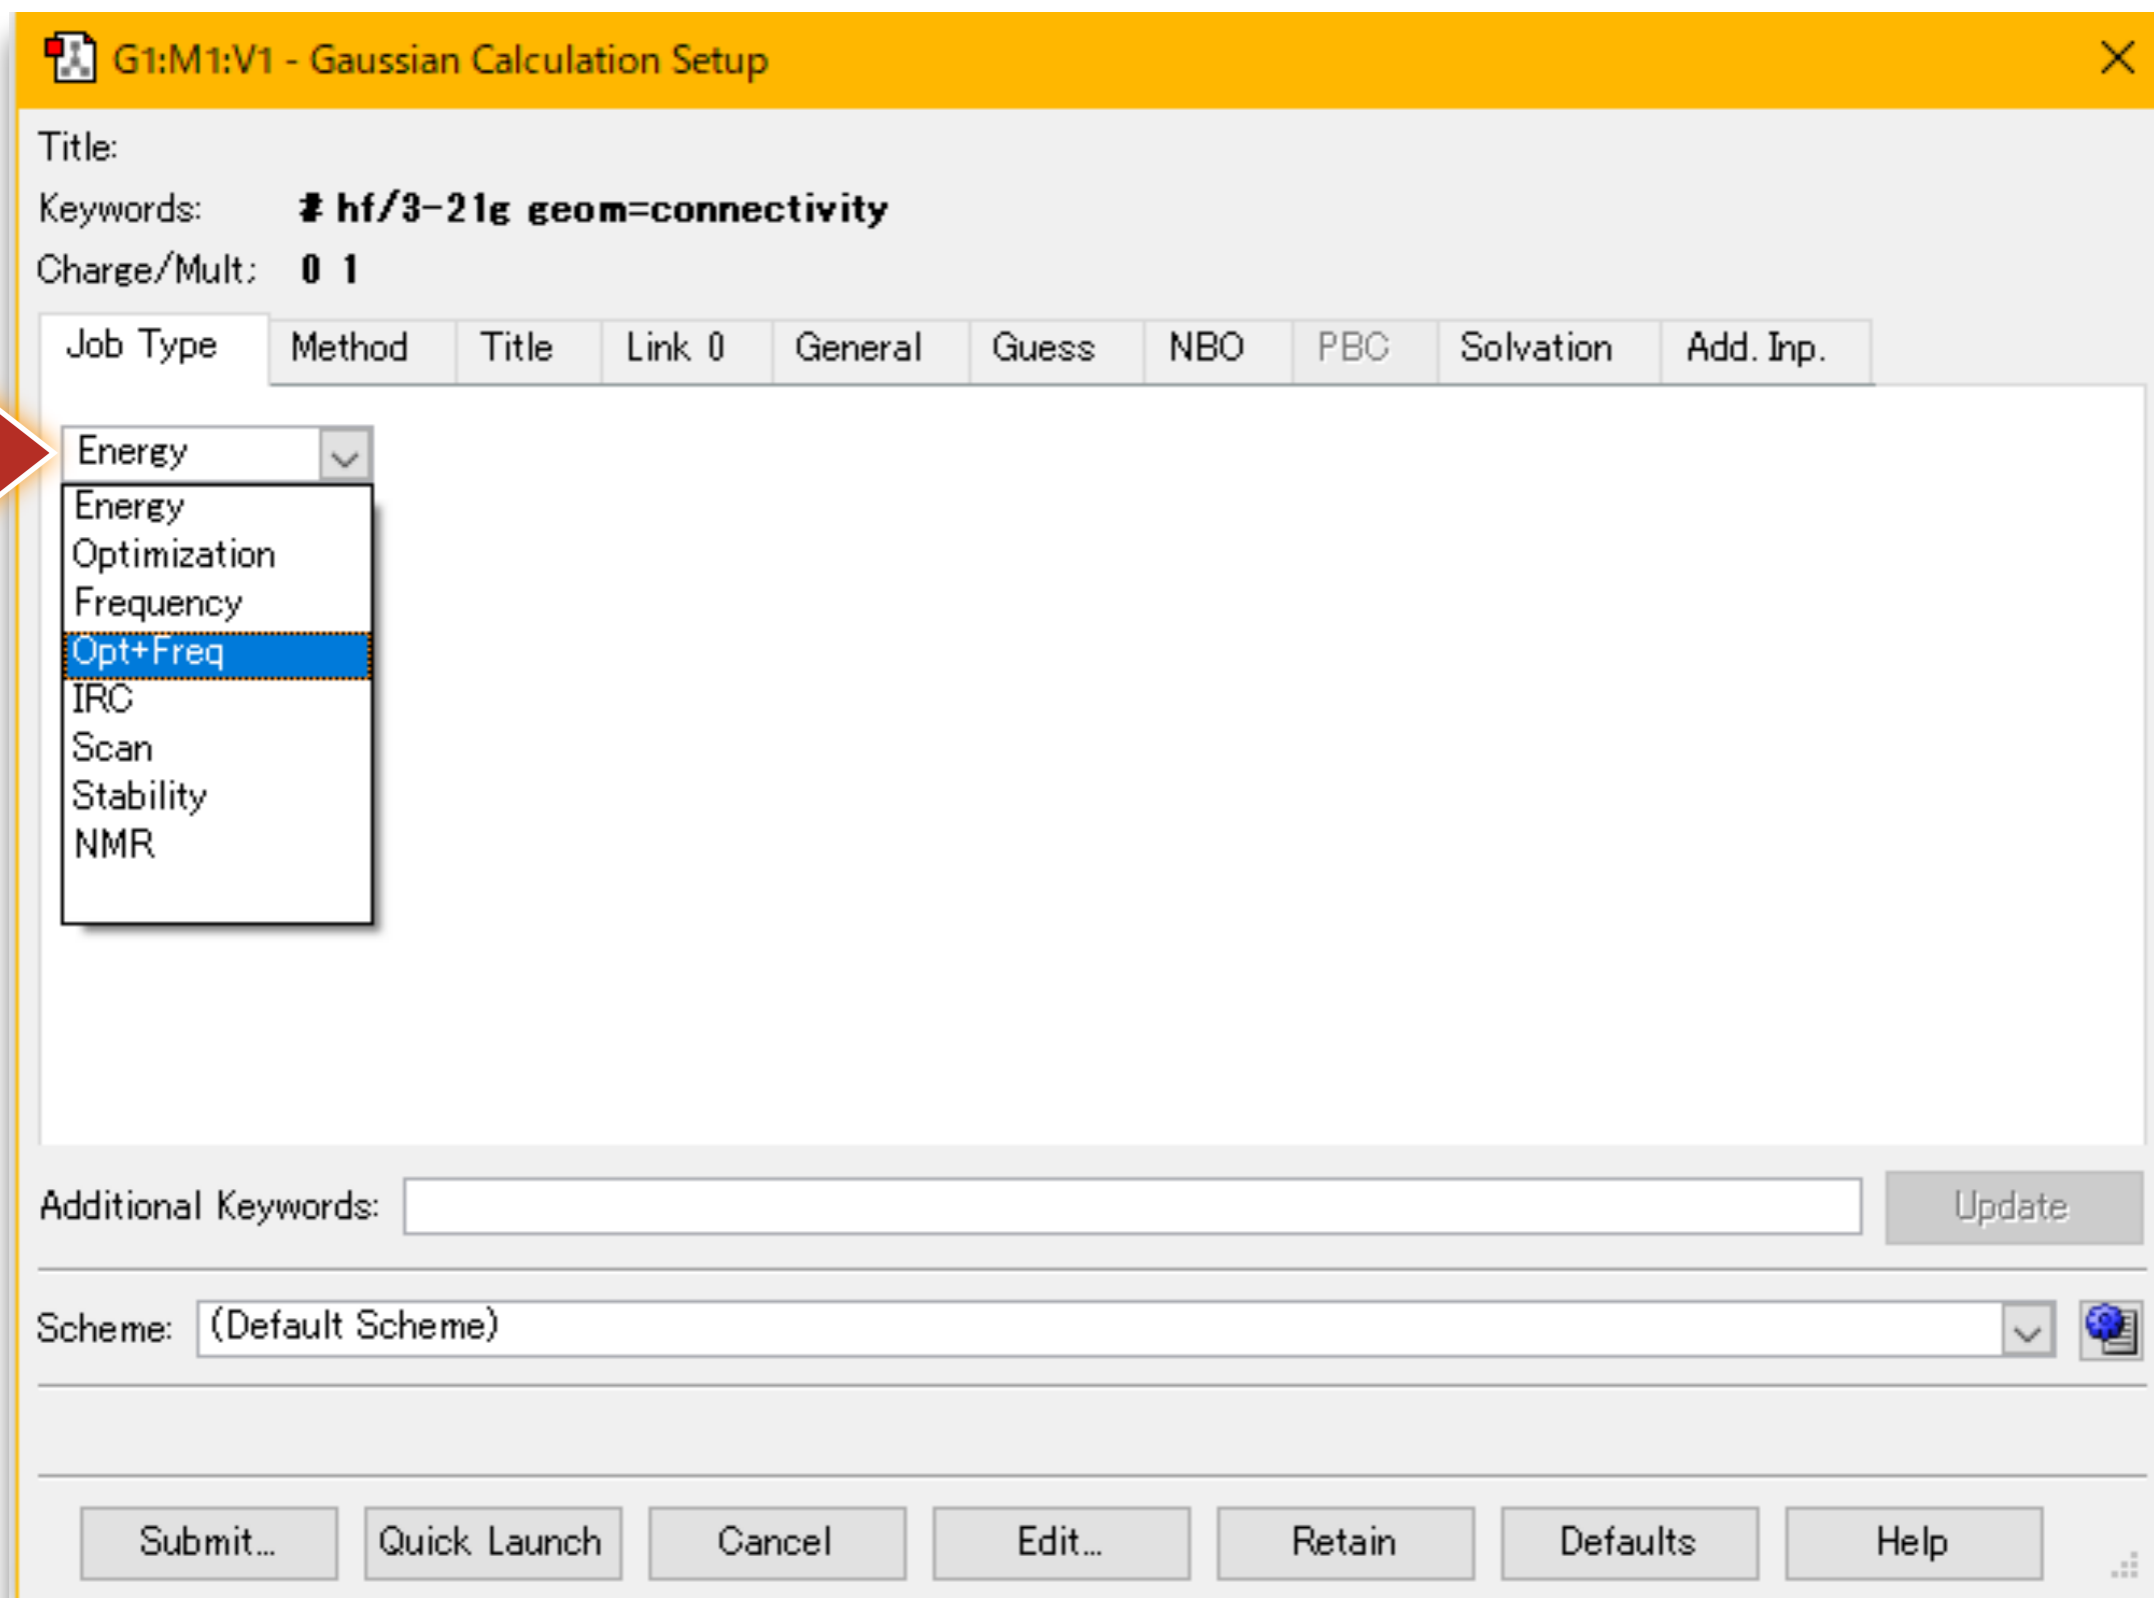 G1:M1:V1 - Gaussian Calculation Setup
Title:
Keywords: # hf/3-21g geom=connectivity
Charge/Mult: 0 1
Job Type Method Title Link 0 General Guess NBO PBC Solvation Add. Inp.
Energy
Energy
Optimization
Frequency
Opt+Freq
IRC
Scan
Stability
NMR
Additional Keywords: Update
Scheme: (Default Scheme)
Submit... Quick Launch Cancel Edit... Retain Defaults Help